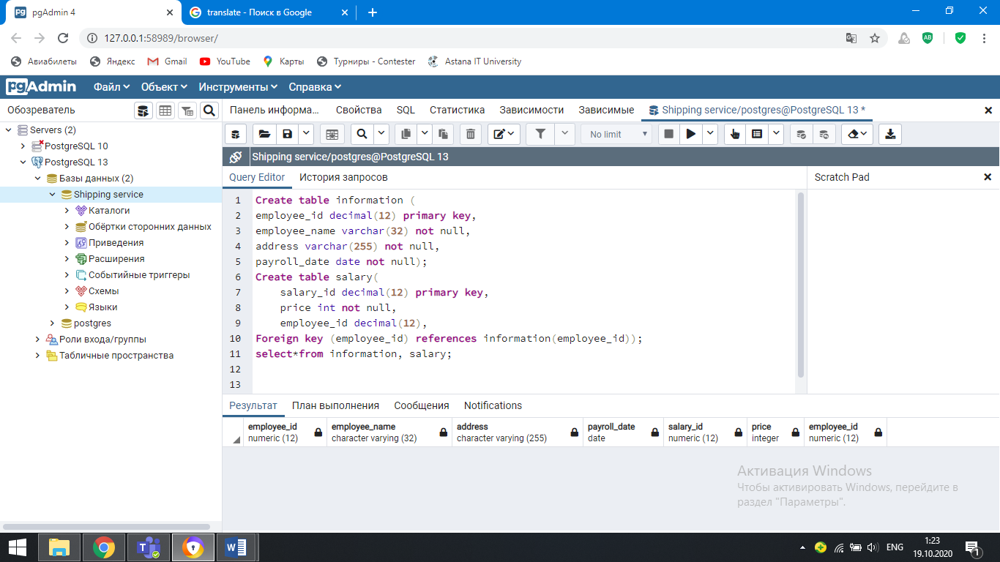 pgAdmin 4
translate - Поиск в Google
127.0.0.1:58989/browser/
Авиабилеты Яндекс Gmail YouTube Карты Турниры - Contester Astana IT University
pgAdmin Файл Объект Инструменты Справка
Обозреватель
Панель информа... Свойства SQL Статистика Зависимости Зависимые Shipping service/postgres@PostgreSQL 13 *
Servers (2)
PostgreSQL 10
PostgreSQL 13
Базы данных (2)
Shipping service
Каталоги
Обёртки сторонних данных
Приведения
Расширения
Событийные триггеры
Схемы
Языки
postgres
Роли входа/группы
Табличные пространства
No limit
Shipping service/postgres@PostgreSQL 13
Query Editor История запросов
Scratch Pad
1 Create table information (
2 employee_id decimal(12) primary key,
3 employee_name varchar(32) not null,
4 address varchar(255) not null,
5 payroll_date date not null);
6 Create table salary(
7 salary_id decimal(12) primary key,
8 price int not null,
9 employee_id decimal(12),
10 Foreign key (employee_id) references information(employee_id));
11 select*from information, salary;
12
13
Результат План выполнения Сообщения Notifications
employee_id employee_name address payroll_date salary_id price employee_id
numeric (12) character varying (32) character varying (255) date numeric (12) integer numeric (12)
Активация Windows
Чтобы активировать Windows, перейдите в
раздел "Параметры".
ENG
1:23
19.10.2020
1